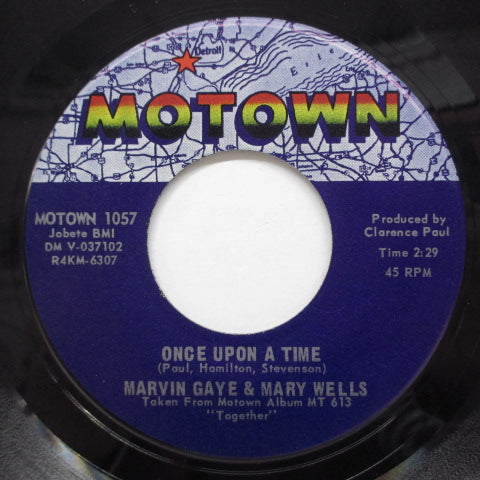 Detroit
Erie
MOTOWN
MOTOWN 1057
Jobete BMI
DM V-037102
R4KM-6307
Produced by
Clarence Paul
Time 2:29
45 RPM
ONCE UPON A TIME
(Paul, Hamilton, Stevenson)
MARVIN GAYE & MARY WELLS
Taken From Motown Album MT 613
"Together"